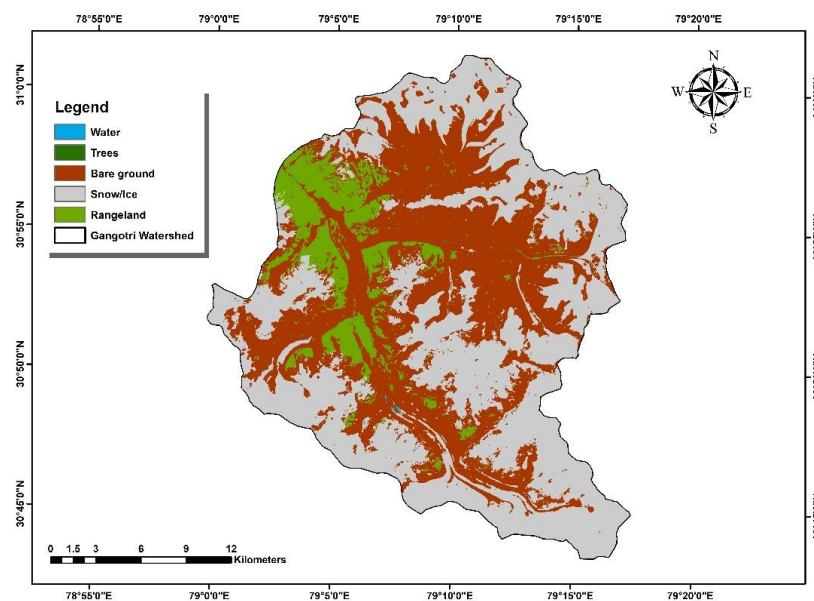 78°55'0"E 79°0'0"E 79°5'0"E 79°10'0"E 79°15'0"E 79°20'0"E
31°0'0"N
30°55'0"N
30°50'0"N
30°45'0"N
N
W E
S
Legend
Water
Trees
Bare ground
Snow/Ice
Rangeland
Gangotri Watershed
0 1.5 3 6 9 12
Kilometers
78°55'0"E 79°0'0"E 79°5'0"E 79°10'0"E 79°15'0"E 79°20'0"E